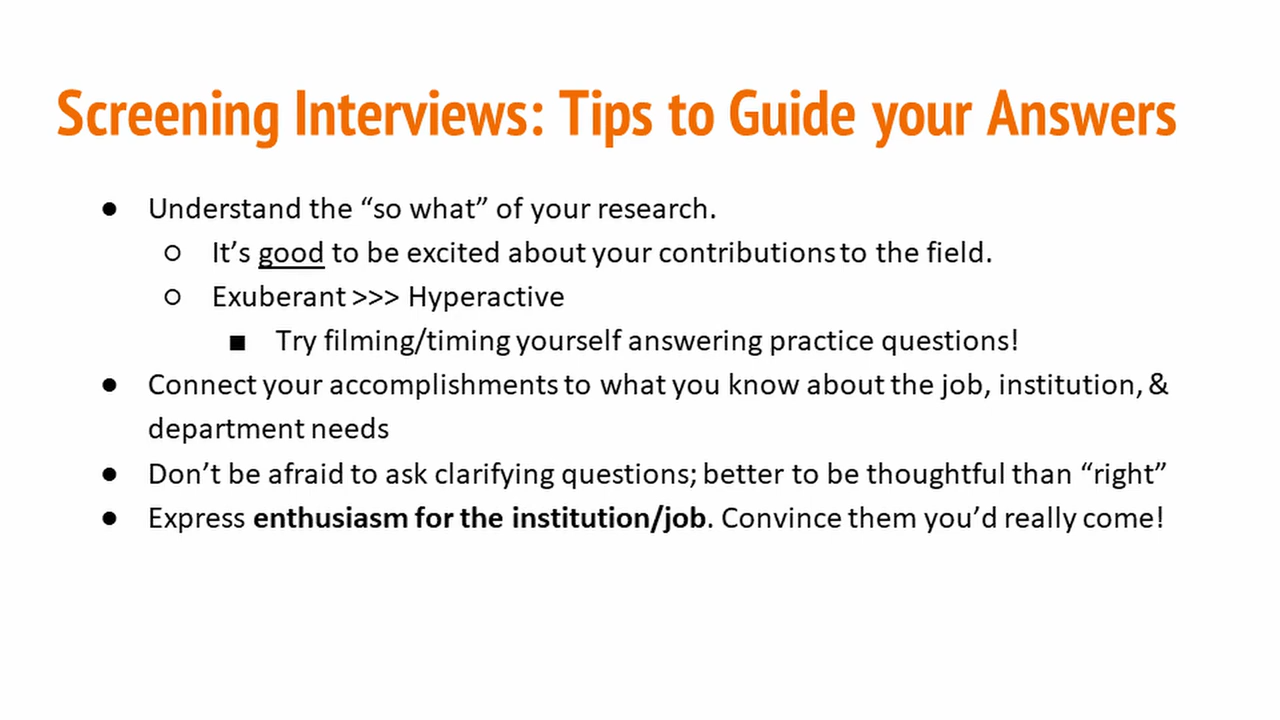 Screening Interviews: Tips to Guide your Answers
● Understand the “so what” of your research.
○ It’s good to be excited about your contributions to the field.
○ Exuberant >>> Hyperactive
■ Try filming/timing yourself answering practice questions!
● Connect your accomplishments to what you know about the job, institution, &
department needs
● Don’t be afraid to ask clarifying questions; better to be thoughtful than “right”
● Express enthusiasm for the institution/job. Convince them you’d really come!